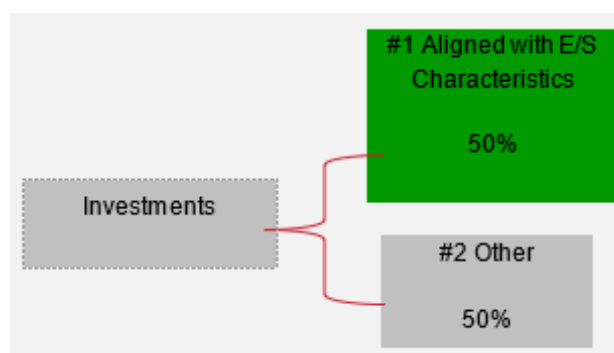 #1 Aligned with E/S
Characteristics
50%
Investments
#2 Other
50%